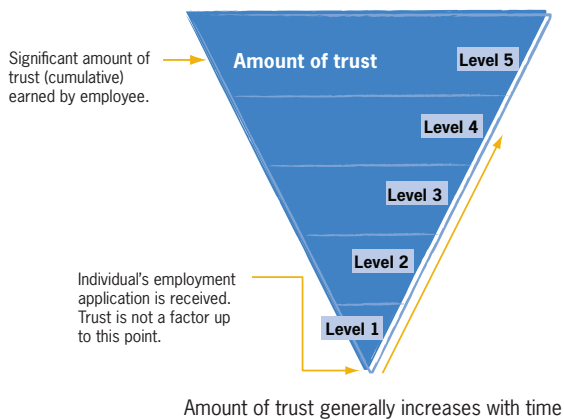 Significant amount of
trust (cumulative)
earned by employee.
Amount of trust
Level 5
Level 4
Level 3
Level 2
Level 1
Individual's employment
application is received.
Trust is not a factor up
to this point.
Amount of trust generally increases with time